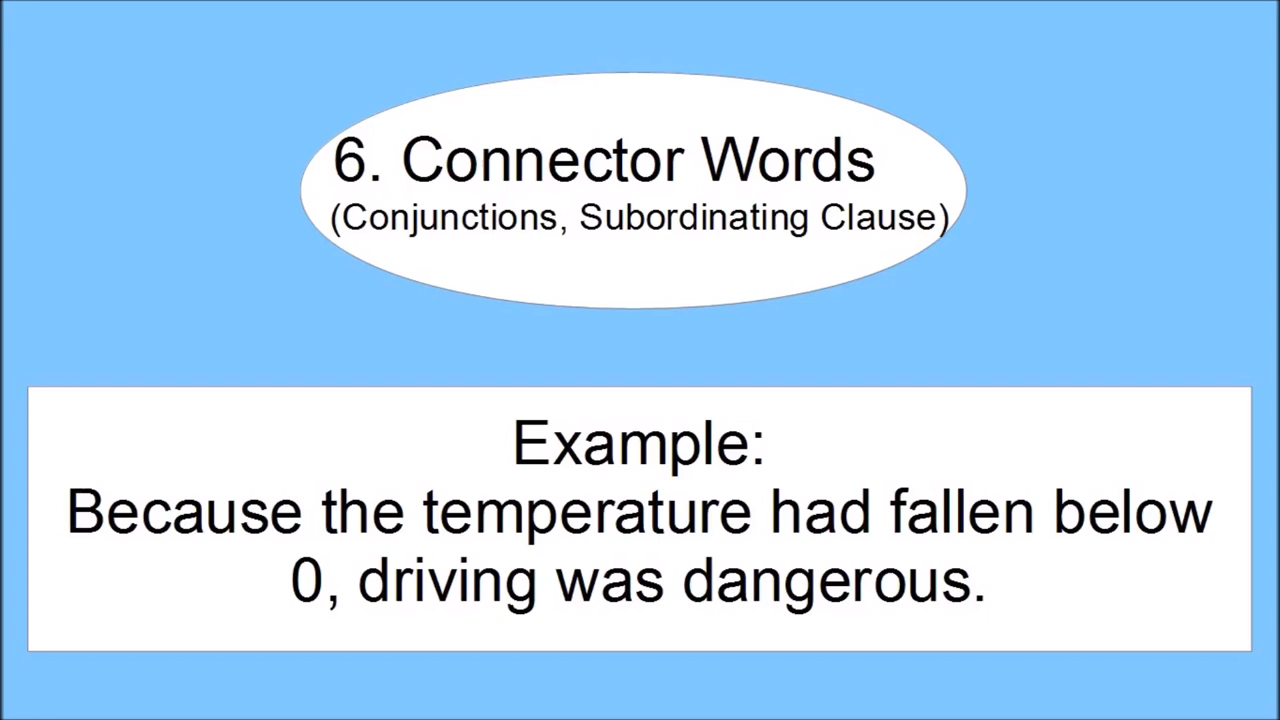 6. Connector Words
(Conjunctions, Subordinating Clause)
Example:
Because the temperature had fallen below
0, driving was dangerous.